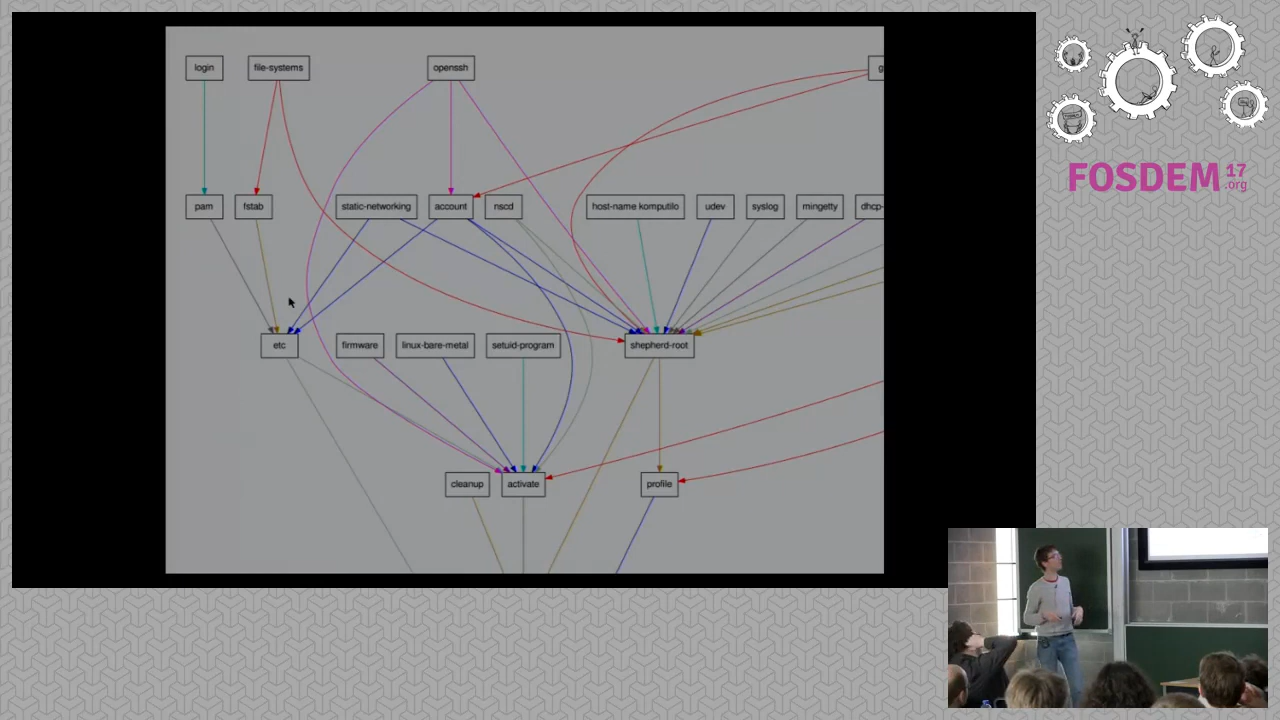 login
file-systems
openssh
g
pam
fstab
static-networking
account
nscd
host-name komputilo
udev
syslog
mingetty
dhcp-
etc
firmware
linux-bare-metal
setuid-program
shepherd-root
cleanup
activate
profile
FOSDEM 17
.org